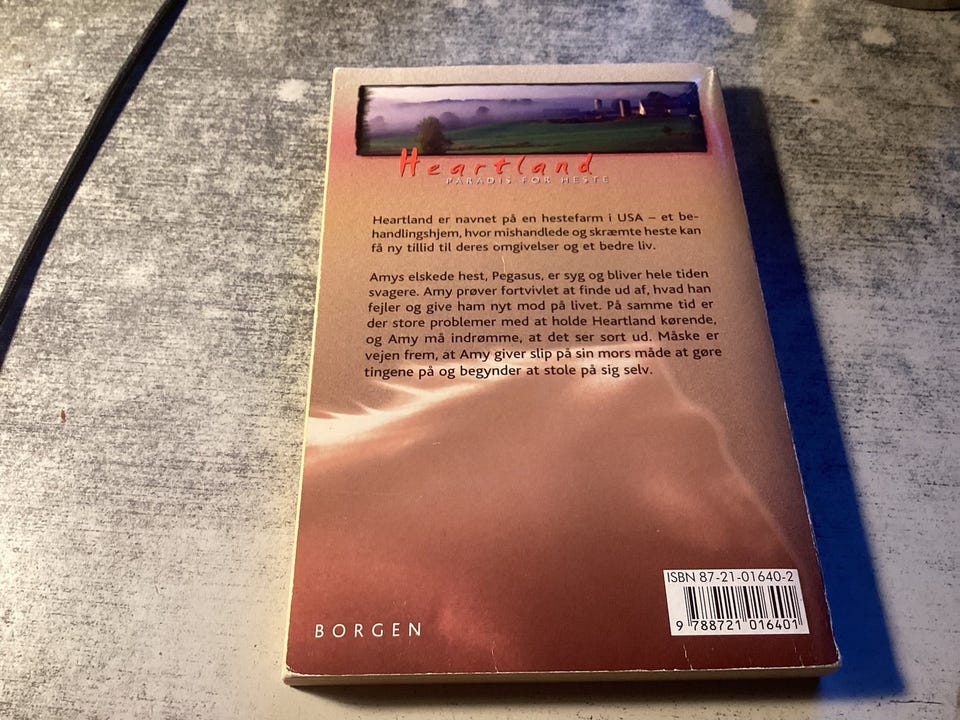 Heartland
PARADIS FOR HESTE
Heartland er navnet på en hestefarm i USA – et be-
handlingshjem, hvor mishandlede og skræmte heste kan
få ny tillid til deres omgivelser og et bedre liv.
Amys elskede hest, Pegasus, er syg og bliver hele tiden
svagere. Amy prøver fortvivlet at finde ud af, hvad han
fejler og give ham nyt mod på livet. På samme tid er
der store problemer med at holde Heartland kørende,
og Amy må indrømme, at det ser sort ud. Måske er
vejen frem, at Amy giver slip på sin mors måde at gøre
tingene på og begynder at stole på sig selv.
ISBN 87-21-01640-2
9 788721 016401
BORGEN